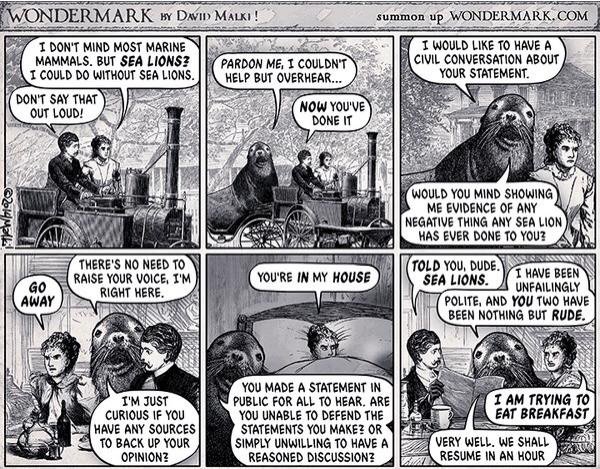 WONDERMARK BY DAVID MALKI !
summon up WONDERMARK.COM
I DON'T MIND MOST MARINE
MAMMALS. BUT SEA LIONS?
I COULD DO WITHOUT SEA LIONS.
DON'T SAY THAT
OUT LOUD!
PARDON ME, I COULDN'T
HELP BUT OVERHEAR...
NOW YOU'VE
DONE IT
I WOULD LIKE TO HAVE A
CIVIL CONVERSATION ABOUT
YOUR STATEMENT.
WOULD YOU MIND SHOWING
ME EVIDENCE OF ANY
NEGATIVE THING ANY SEA LION
HAS EVER DONE TO YOU?
GO
AWAY
THERE'S NO NEED TO
RAISE YOUR VOICE, I'M
RIGHT HERE.
I'M JUST
CURIOUS IF YOU
HAVE ANY SOURCES
TO BACK UP YOUR
OPINION?
YOU'RE IN MY HOUSE
YOU MADE A STATEMENT IN
PUBLIC FOR ALL TO HEAR. ARE
YOU UNABLE TO DEFEND THE
STATEMENTS YOU MAKE? OR
SIMPLY UNWILLING TO HAVE A
REASONED DISCUSSION?
TOLD YOU, DUDE.
SEA LIONS.
I HAVE BEEN
UNFAILINGLY
POLITE, AND YOU TWO HAVE
BEEN NOTHING BUT RUDE.
I AM TRYING TO
EAT BREAKFAST
VERY WELL. WE SHALL
RESUME IN AN HOUR